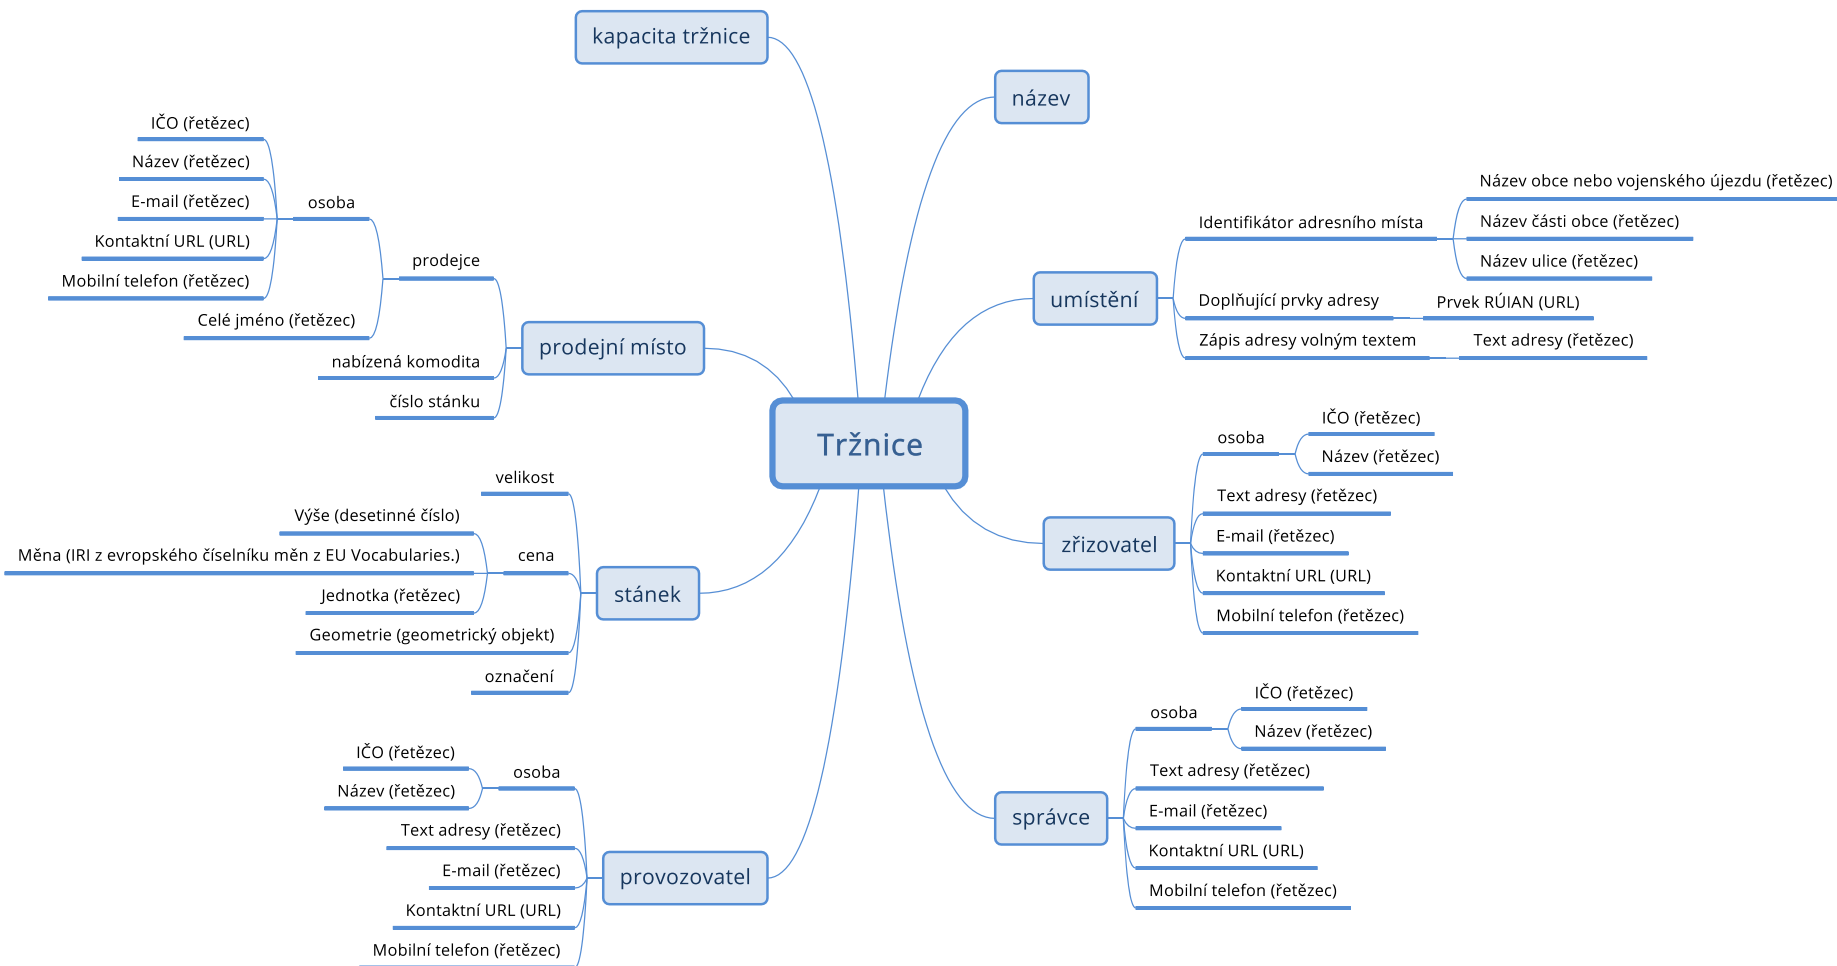 Tržnice
kapacita tržnice
název
umístění
Identifikátor adresního místa
Název obce nebo vojenského újezdu (řetězec)
Název části obce (řetězec)
Název ulice (řetězec)
Doplňující prvky adresy
Prvek RÚIAN (URL)
Zápis adresy volným textem
Text adresy (řetězec)
zřizovatel
osoba
IČO (řetězec)
Název (řetězec)
Text adresy (řetězec)
E-mail (řetězec)
Kontaktní URL (URL)
Mobilní telefon (řetězec)
správce
osoba
IČO (řetězec)
Název (řetězec)
Text adresy (řetězec)
E-mail (řetězec)
Kontaktní URL (URL)
Mobilní telefon (řetězec)
prodejní místo
prodejce
osoba
IČO (řetězec)
Název (řetězec)
E-mail (řetězec)
Kontaktní URL (URL)
Mobilní telefon (řetězec)
Celé jméno (řetězec)
nabízená komodita
číslo stánku
stánek
velikost
cena
Výše (desetinné číslo)
Měna (IRI z evropského číselníku měn z EU Vocabularies.)
Jednotka (řetězec)
Geometrie (geometrický objekt)
označení
provozovatel
osoba
IČO (řetězec)
Název (řetězec)
Text adresy (řetězec)
E-mail (řetězec)
Kontaktní URL (URL)
Mobilní telefon (řetězec)